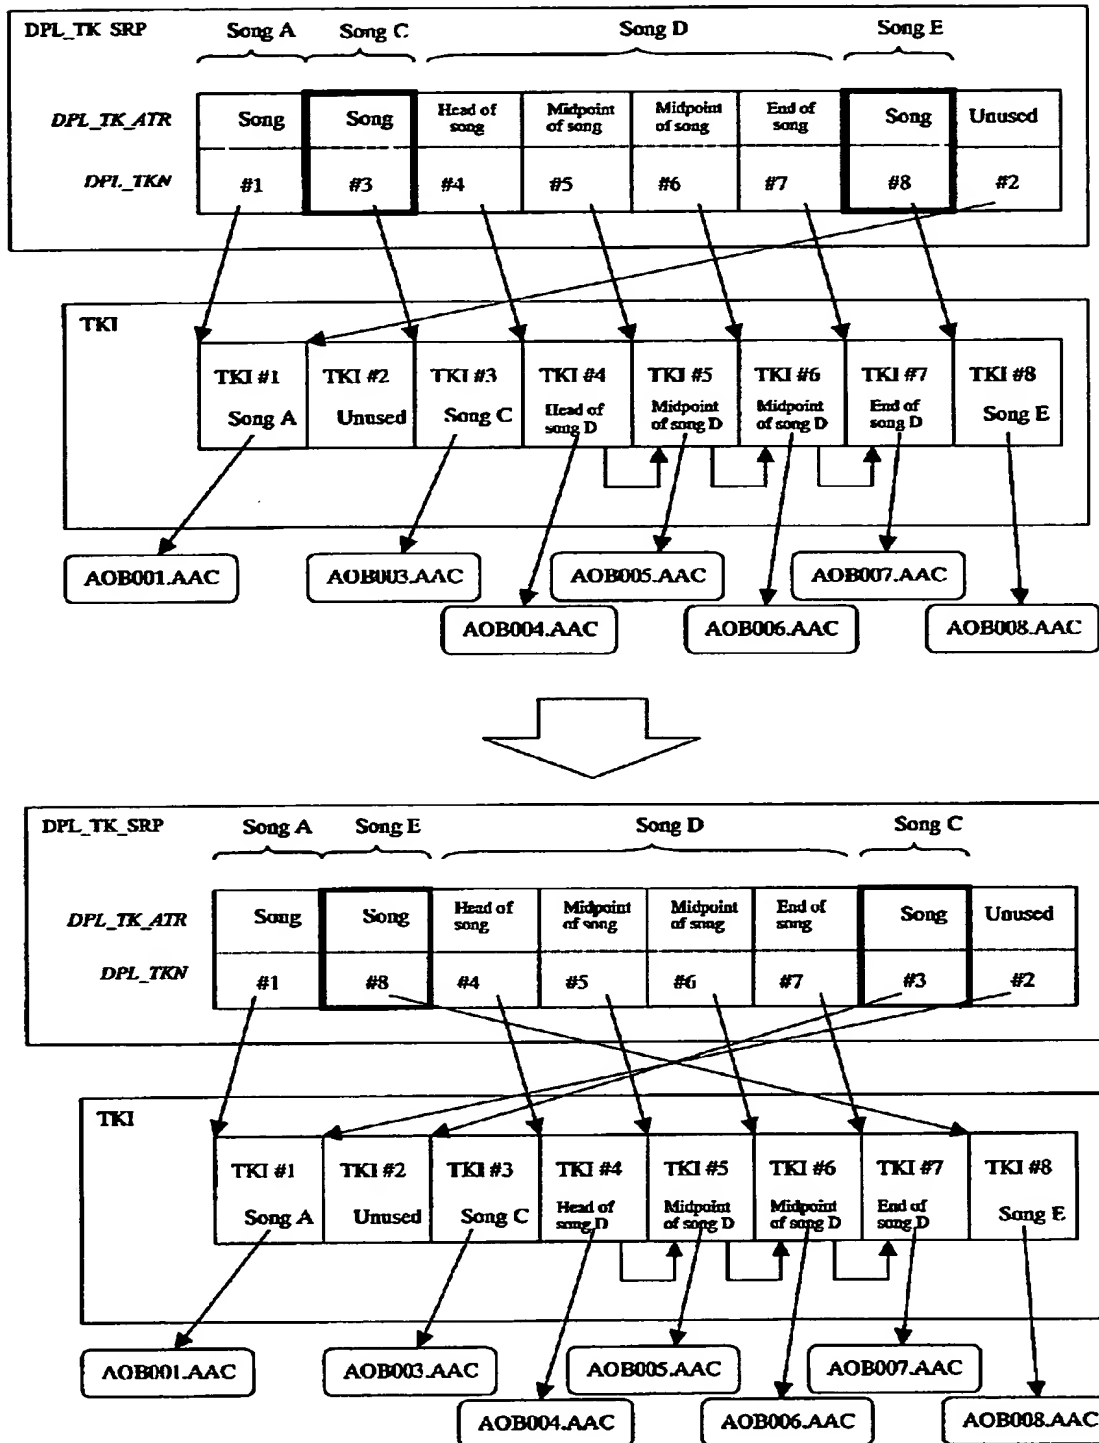 DPL_TK_SRP Song A Song C Song D Song E
DPL_TK_ATR Song Song Head of song Midpoint of song Midpoint of song End of song Song Unused
DPL_TKN #1 #3 #4 #5 #6 #7 #8 #2
TKI
TKI #1 TKI #2 TKI #3 TKI #4 TKI #5 TKI #6 TKI #7 TKI #8
Song A Unused Song C Head of song D Midpoint of song D Midpoint of song D End of song D Song E
AOB001.AAC AOB003.AAC AOB005.AAC AOB007.AAC
AOB004.AAC AOB006.AAC AOB008.AAC
DPL_TK_SRP Song A Song E Song D Song C
DPL_TK_ATR Song Song Head of song Midpoint of song Midpoint of song End of song Song Unused
DPL_TKN #1 #8 #4 #5 #6 #7 #3 #2
TKI
TKI #1 TKI #2 TKI #3 TKI #4 TKI #5 TKI #6 TKI #7 TKI #8
Song A Unused Song C Head of song D Midpoint of song D Midpoint of song D End of song D Song E
AOB001.AAC AOB003.AAC AOB005.AAC AOB007.AAC
AOB004.AAC AOB006.AAC AOB008.AAC